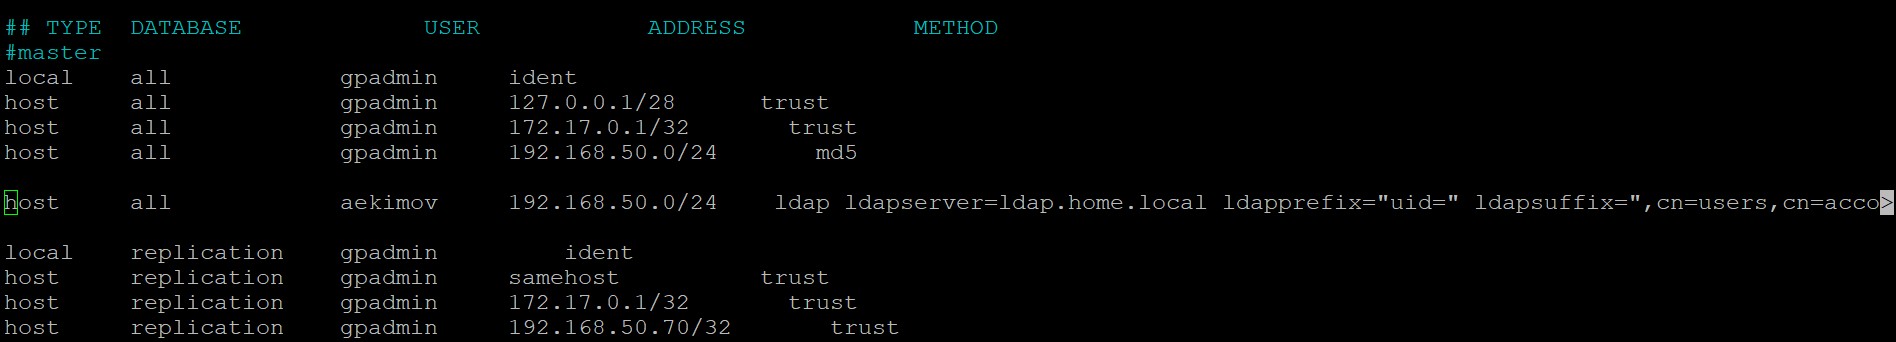 ## TYPE DATABASE USER ADDRESS METHOD
#master
local all gpadmin ident
host all gpadmin 127.0.0.1/28 trust
host all gpadmin 172.17.0.1/32 trust
host all gpadmin 192.168.50.0/24 md5
host all aekimov 192.168.50.0/24 ldap ldapserver=ldap.home.local ldapprefix="uid=" ldapsuffix=",cn=users,cn=acco>
local replication gpadmin ident
host replication gpadmin samehost trust
host replication gpadmin 172.17.0.1/32 trust
host replication gpadmin 192.168.50.70/32 trust